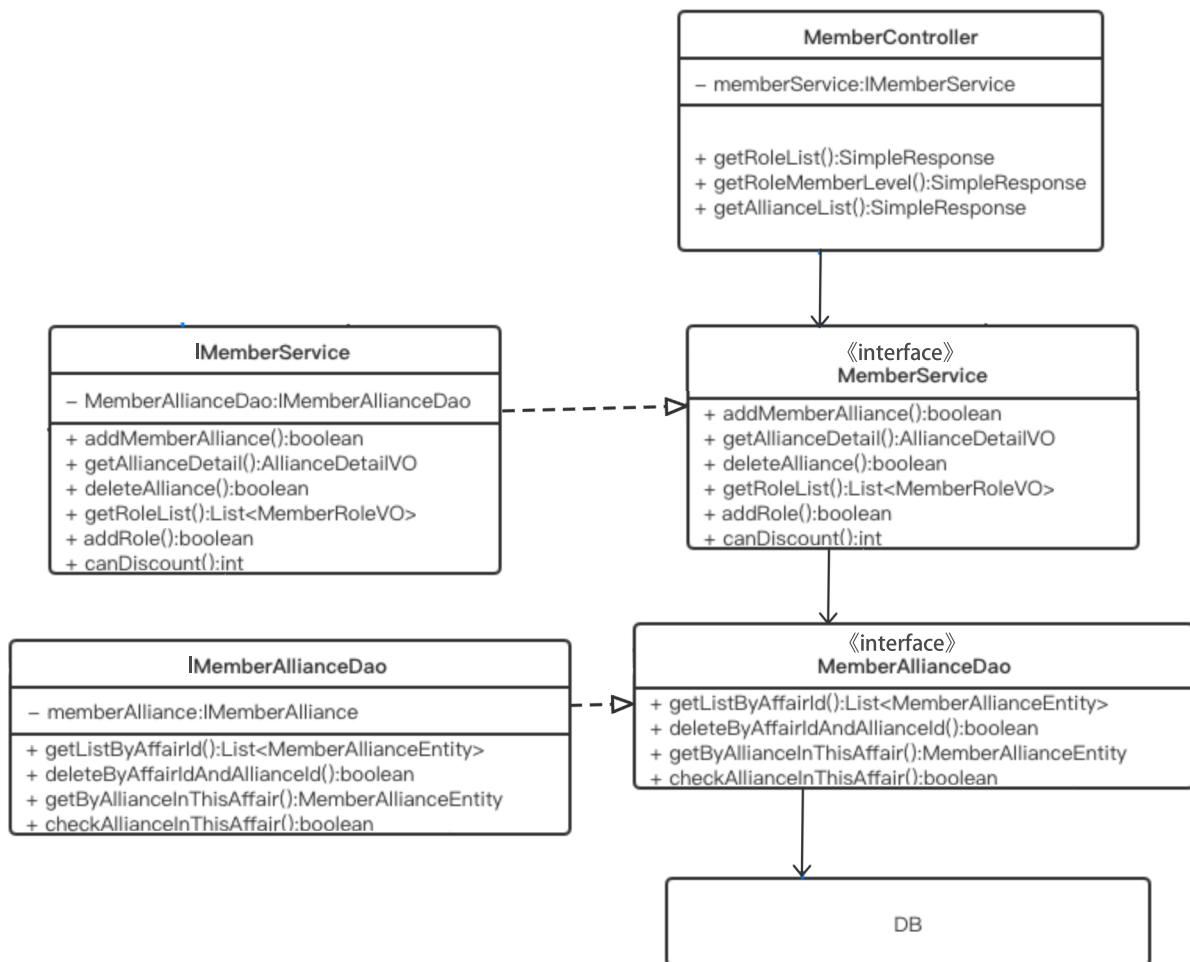 MemberController
– memberService:IMemberService
+ getRoleList():SimpleResponse
+ getRoleMemberLevel():SimpleResponse
+ getAllianceList():SimpleResponse
IMemberService
– MemberAllianceDao:IMemberAllianceDao
+ addMemberAlliance():boolean
+ getAllianceDetail():AllianceDetailVO
+ deleteAlliance():boolean
+ getRoleList():List<MemberRoleVO>
+ addRole():boolean
+ canDiscount():int
《interface》
MemberService
+ addMemberAlliance():boolean
+ getAllianceDetail():AllianceDetailVO
+ deleteAlliance():boolean
+ getRoleList():List<MemberRoleVO>
+ addRole():boolean
+ canDiscount():int
IMemberAllianceDao
– memberAlliance:IMemberAlliance
+ getListByAffairId():List<MemberAllianceEntity>
+ deleteByAffairIdAndAllianceId():boolean
+ getByAllianceInThisAffair():MemberAllianceEntity
+ checkAllianceInThisAffair():boolean
《interface》
MemberAllianceDao
+ getListByAffairId():List<MemberAllianceEntity>
+ deleteByAffairIdAndAllianceId():boolean
+ getByAllianceInThisAffair():MemberAllianceEntity
+ checkAllianceInThisAffair():boolean
DB